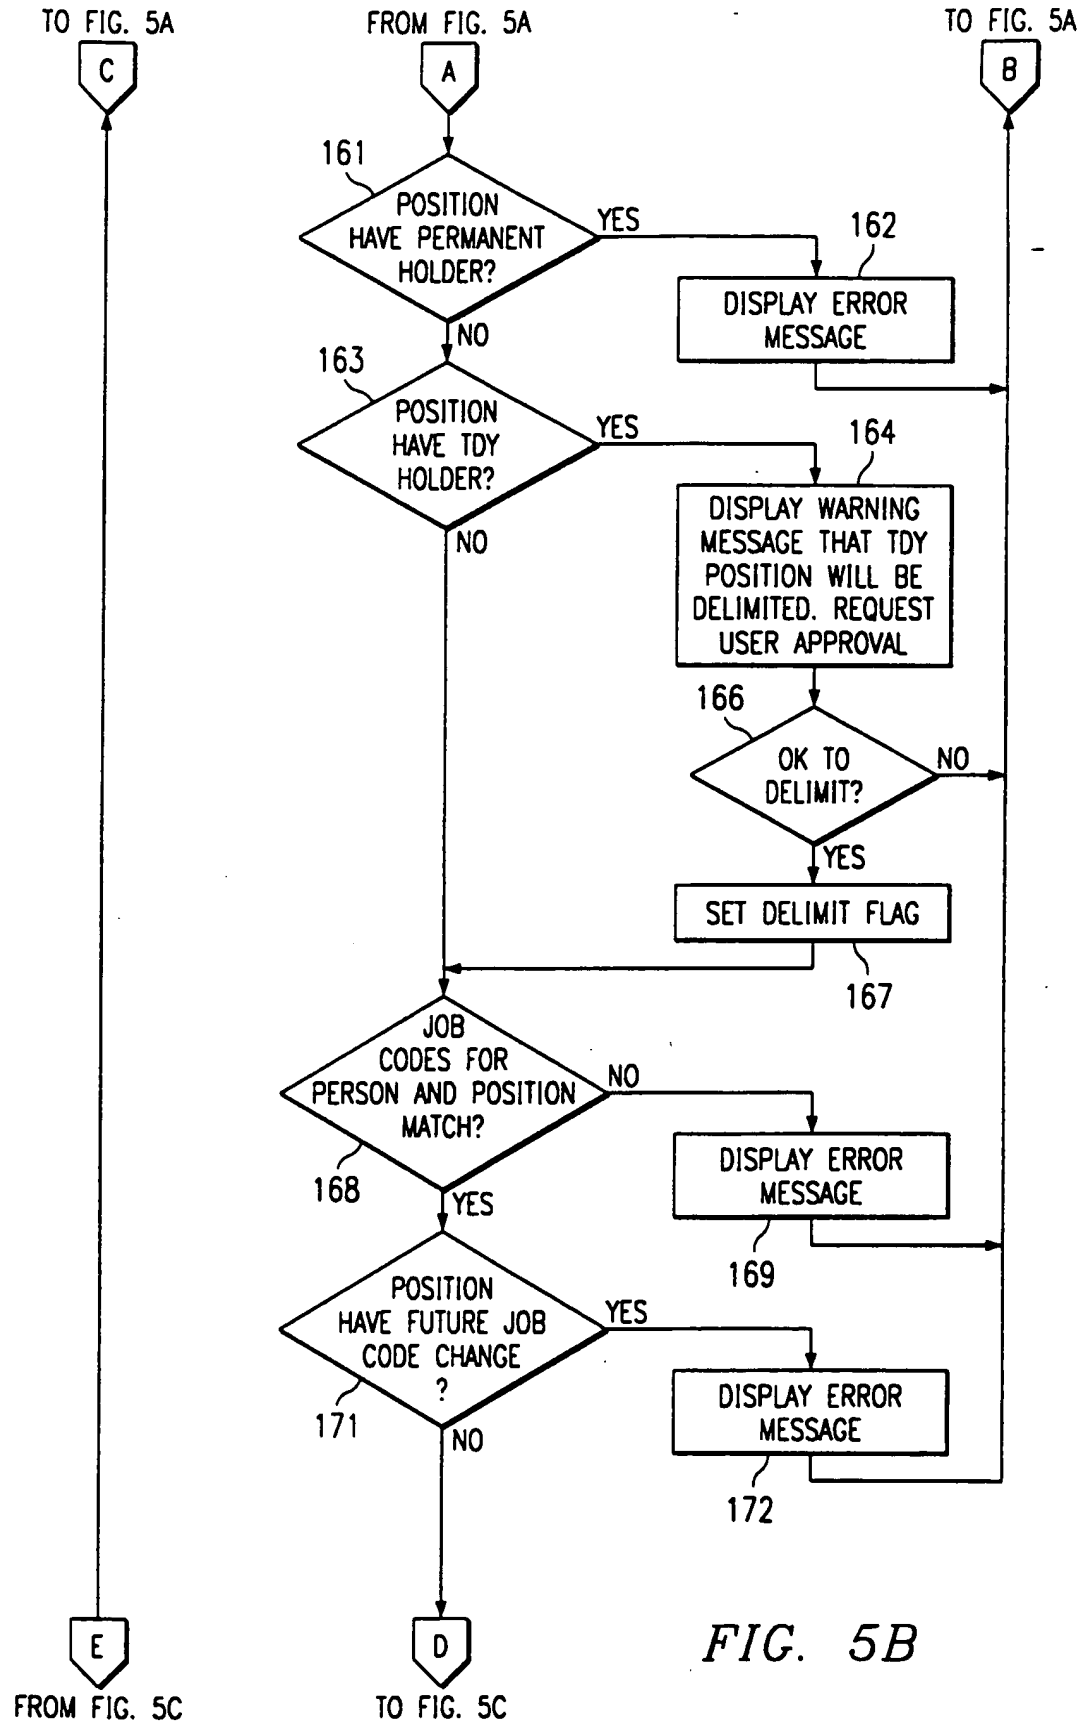 TO FIG. 5A
FROM FIG. 5A
TO FIG. 5A
C
A
B
161
POSITION
HAVE PERMANENT
HOLDER?
YES
162
DISPLAY ERROR
MESSAGE
NO
163
POSITION
HAVE TDY
HOLDER?
YES
164
DISPLAY WARNING
MESSAGE THAT TDY
POSITION WILL BE
DELIMITED. REQUEST
USER APPROVAL
NO
166
OK TO
DELIMIT?
NO
YES
SET DELIMIT FLAG
167
JOB
CODES FOR
PERSON AND POSITION
MATCH?
NO
168
DISPLAY ERROR
MESSAGE
169
YES
POSITION
HAVE FUTURE JOB
CODE CHANGE
?
YES
171
DISPLAY ERROR
MESSAGE
172
NO
E
D
FIG. 5B
FROM FIG. 5C
TO FIG. 5C